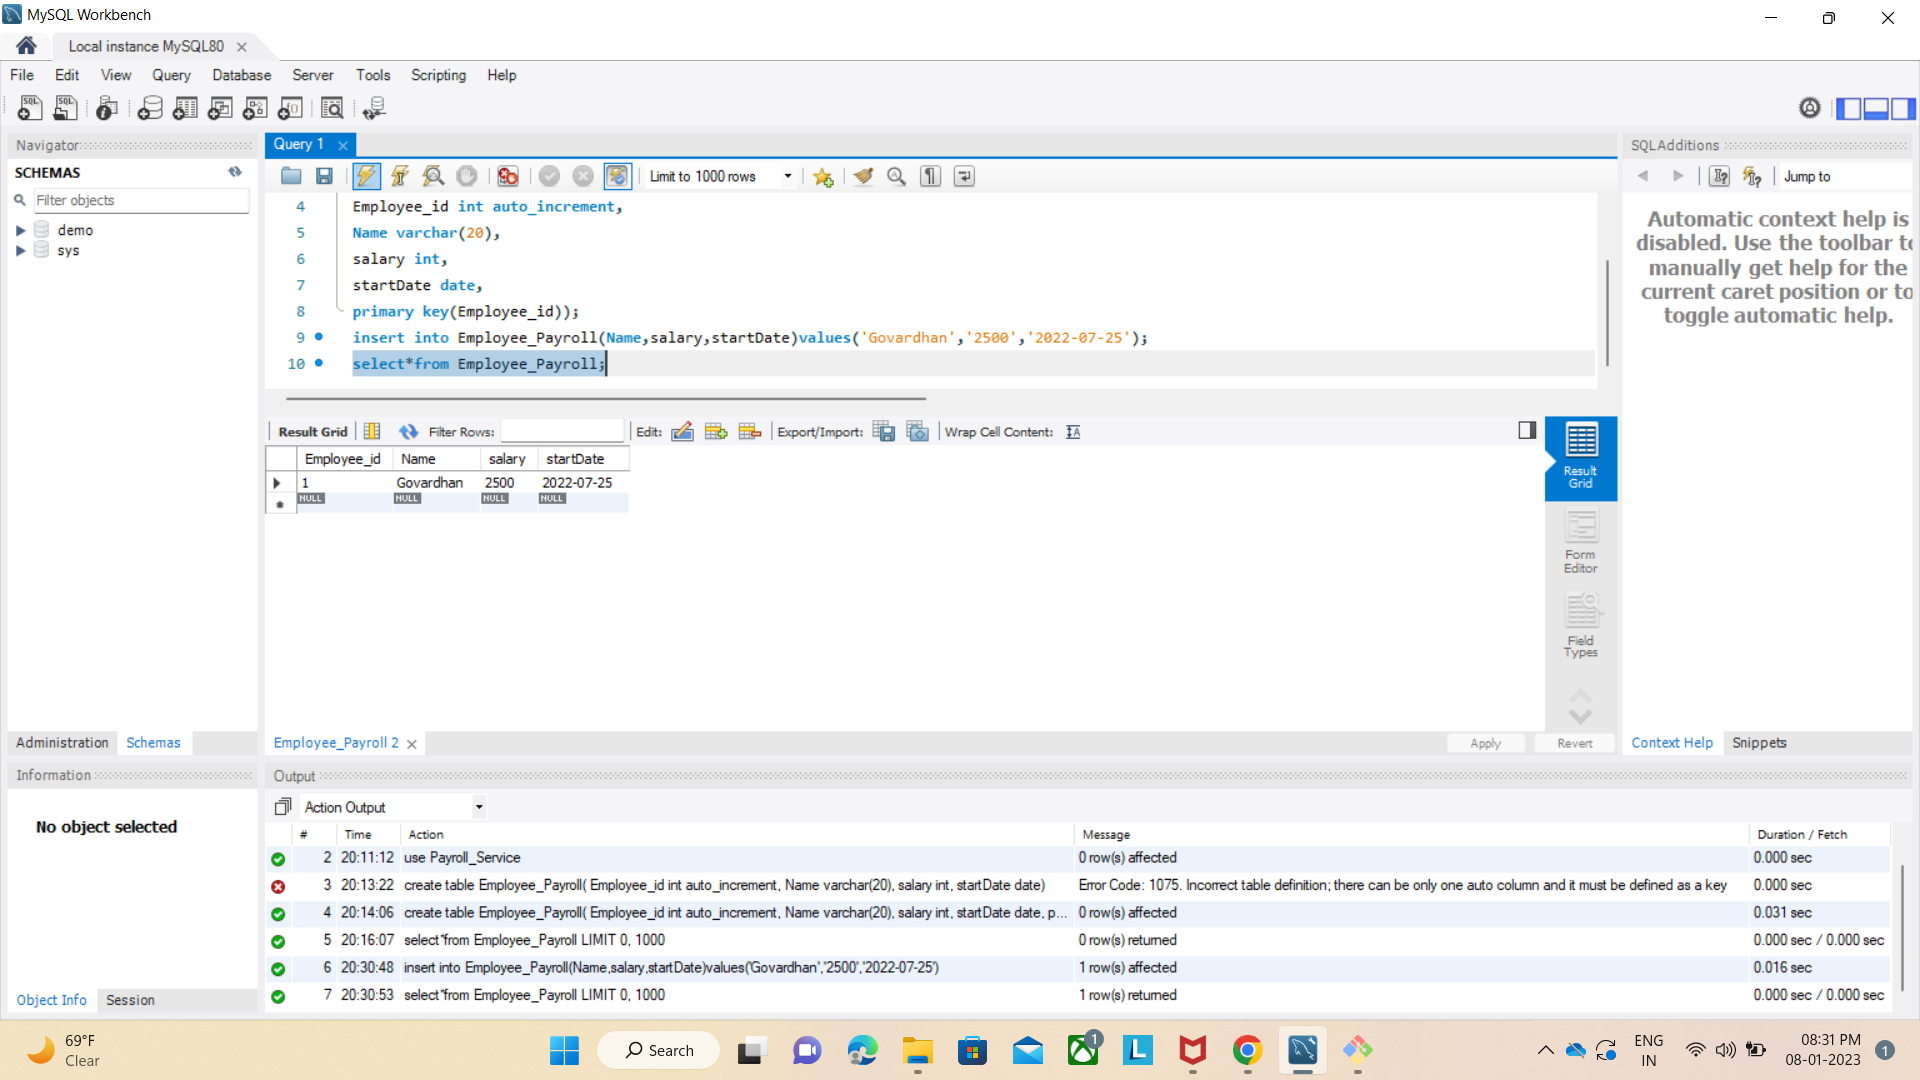 MySQL Workbench
Local instance MySQL80
File Edit View Query Database Server Tools Scripting Help
Navigator
SCHEMAS
Filter objects
demo
sys
Administration Schemas
Information
No object selected
Object Info Session
Query 1
Limit to 1000 rows
4 Employee_id int auto_increment,
5 Name varchar(20),
6 salary int,
7 startDate date,
8 primary key(Employee_id));
9 insert into Employee_Payroll(Name,salary,startDate)values('Govardhan','2500','2022-07-25');
10 select*from Employee_Payroll;
Result Grid Filter Rows: Edit: Export/Import: Wrap Cell Content:
Employee_id Name salary startDate
1 Govardhan 2500 2022-07-25
NULL NULL NULL NULL
Result
Grid
Form
Editor
Field
Types
Employee_Payroll 2 Apply Revert
SQLAdditions
Jump to
Automatic context help is
disabled. Use the toolbar to
manually get help for the
current caret position or to
toggle automatic help.
Context Help Snippets
Output
Action Output
# Time Action Message Duration / Fetch
2 20:11:12 use Payroll_Service 0 row(s) affected 0.000 sec
3 20:13:22 create table Employee_Payroll( Employee_id int auto_increment, Name varchar(20), salary int, startDate date) Error Code: 1075. Incorrect table definition; there can be only one auto column and it must be defined as a key 0.000 sec
4 20:14:06 create table Employee_Payroll( Employee_id int auto_increment, Name varchar(20), salary int, startDate date, p... 0 row(s) affected 0.031 sec
5 20:16:07 select*from Employee_Payroll LIMIT 0, 1000 0 row(s) returned 0.000 sec / 0.000 sec
6 20:30:48 insert into Employee_Payroll(Name,salary,startDate)values('Govardhan','2500','2022-07-25') 1 row(s) affected 0.016 sec
7 20:30:53 select*from Employee_Payroll LIMIT 0, 1000 1 row(s) returned 0.000 sec / 0.000 sec
69°F
Clear
Search
1
ENG
IN
08:31 PM
08-01-2023
1